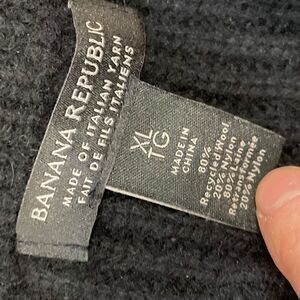 BANANA REPUBLIC
MADE OF ITALIAN YARN
FAIT DE FILS ITALIENS
XL
TG
MADE IN
CHINA
80%
Recycled Wool
20% Nylon
80% Laine
Retransformée
20% Nylon